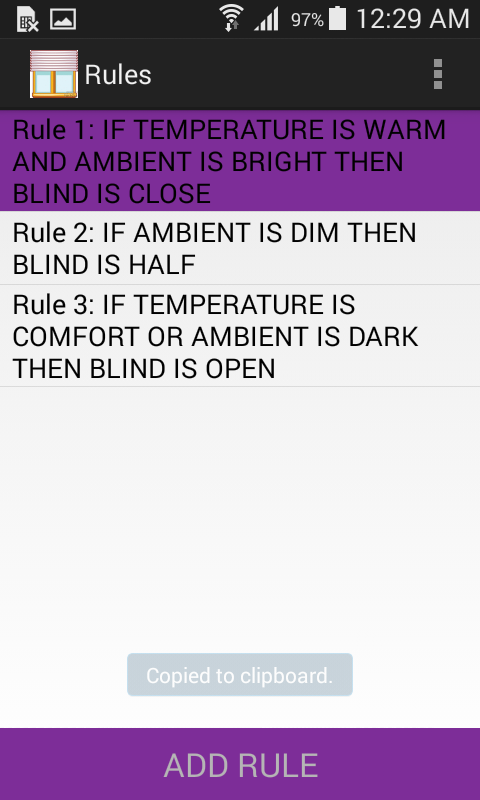 97% 12:29 AM
Rules
Rule 1: IF TEMPERATURE IS WARM
AND AMBIENT IS BRIGHT THEN
BLIND IS CLOSE
Rule 2: IF AMBIENT IS DIM THEN
BLIND IS HALF
Rule 3: IF TEMPERATURE IS
COMFORT OR AMBIENT IS DARK
THEN BLIND IS OPEN
Copied to clipboard.
ADD RULE